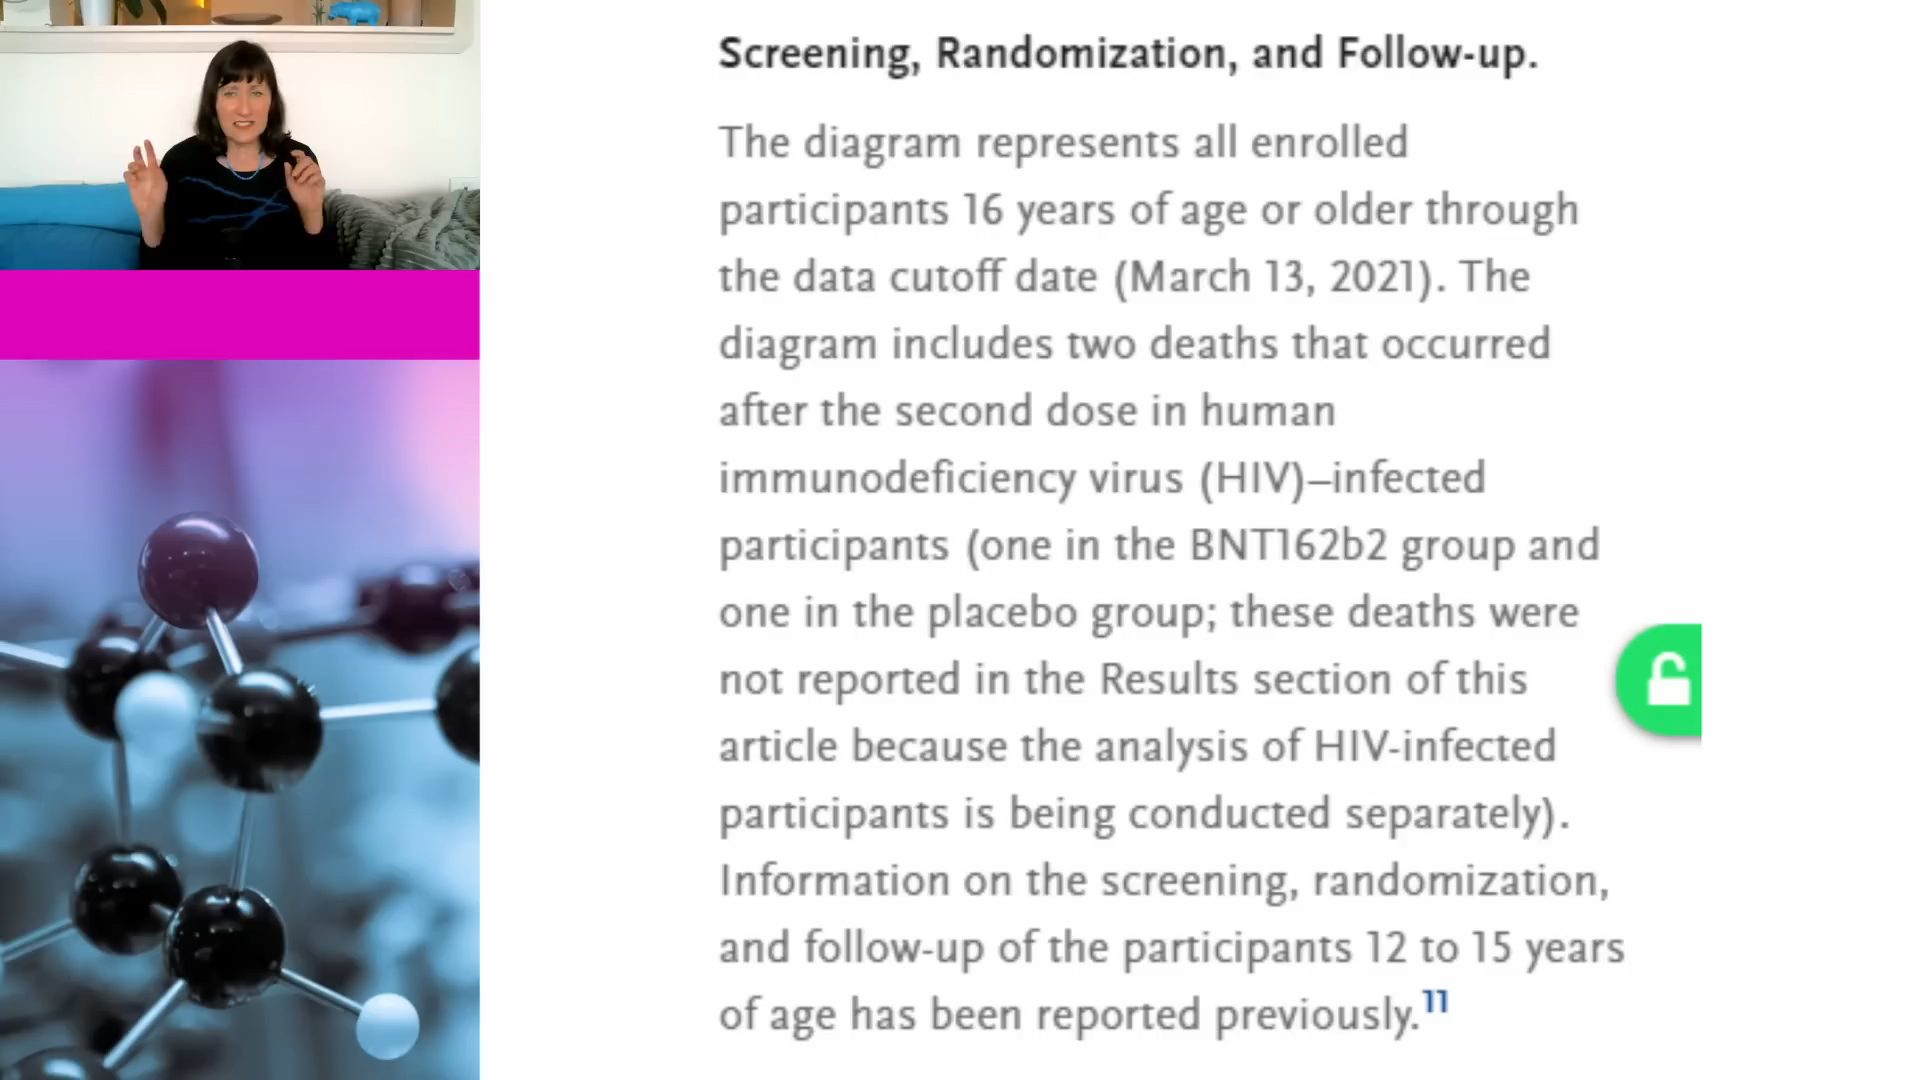 Screening, Randomization, and Follow-up.
The diagram represents all enrolled
participants 16 years of age or older through
the data cutoff date (March 13, 2021). The
diagram includes two deaths that occurred
after the second dose in human
immunodeficiency virus (HIV)–infected
participants (one in the BNT162b2 group and
one in the placebo group; these deaths were
not reported in the Results section of this
article because the analysis of HIV-infected
participants is being conducted separately).
Information on the screening, randomization,
and follow-up of the participants 12 to 15 years
of age has been reported previously.11